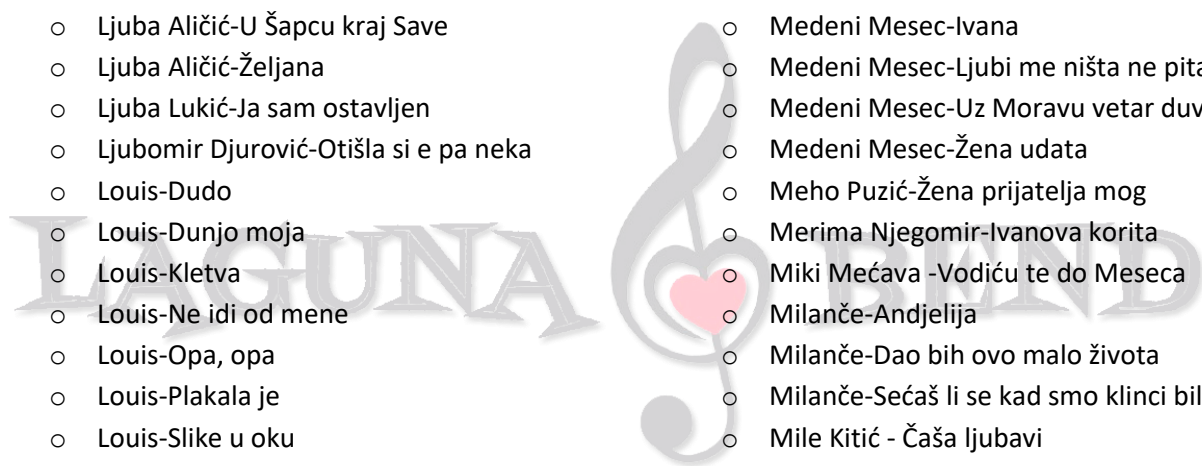 Ljuba Aličić-U Šapcu kraj Save
Ljuba Aličić-Željana
Ljuba Lukić-Ja sam ostavljen
Ljubomir Djurović-Otišla si e pa neka
Louis-Dudo
Louis-Dunjo moja
Louis-Kletva
Louis-Ne idi od mene
Louis-Opa, opa
Louis-Plakala je
Louis-Slike u oku
Medeni Mesec-Ivana
Medeni Mesec-Ljubi me ništa ne pita
Medeni Mesec-Uz Moravu vetar duv
Medeni Mesec-Žena udata
Meho Puzić-Žena prijatelja mog
Merima Njegomir-Ivanova korita
Miki Mećava -Vodiću te do Meseca
Milanče-Andjelija
Milanče-Dao bih ovo malo života
Milanče-Sećaš li se kad smo klinci bil
Mile Kitić - Čaša ljubavi
LAGUNA BEND